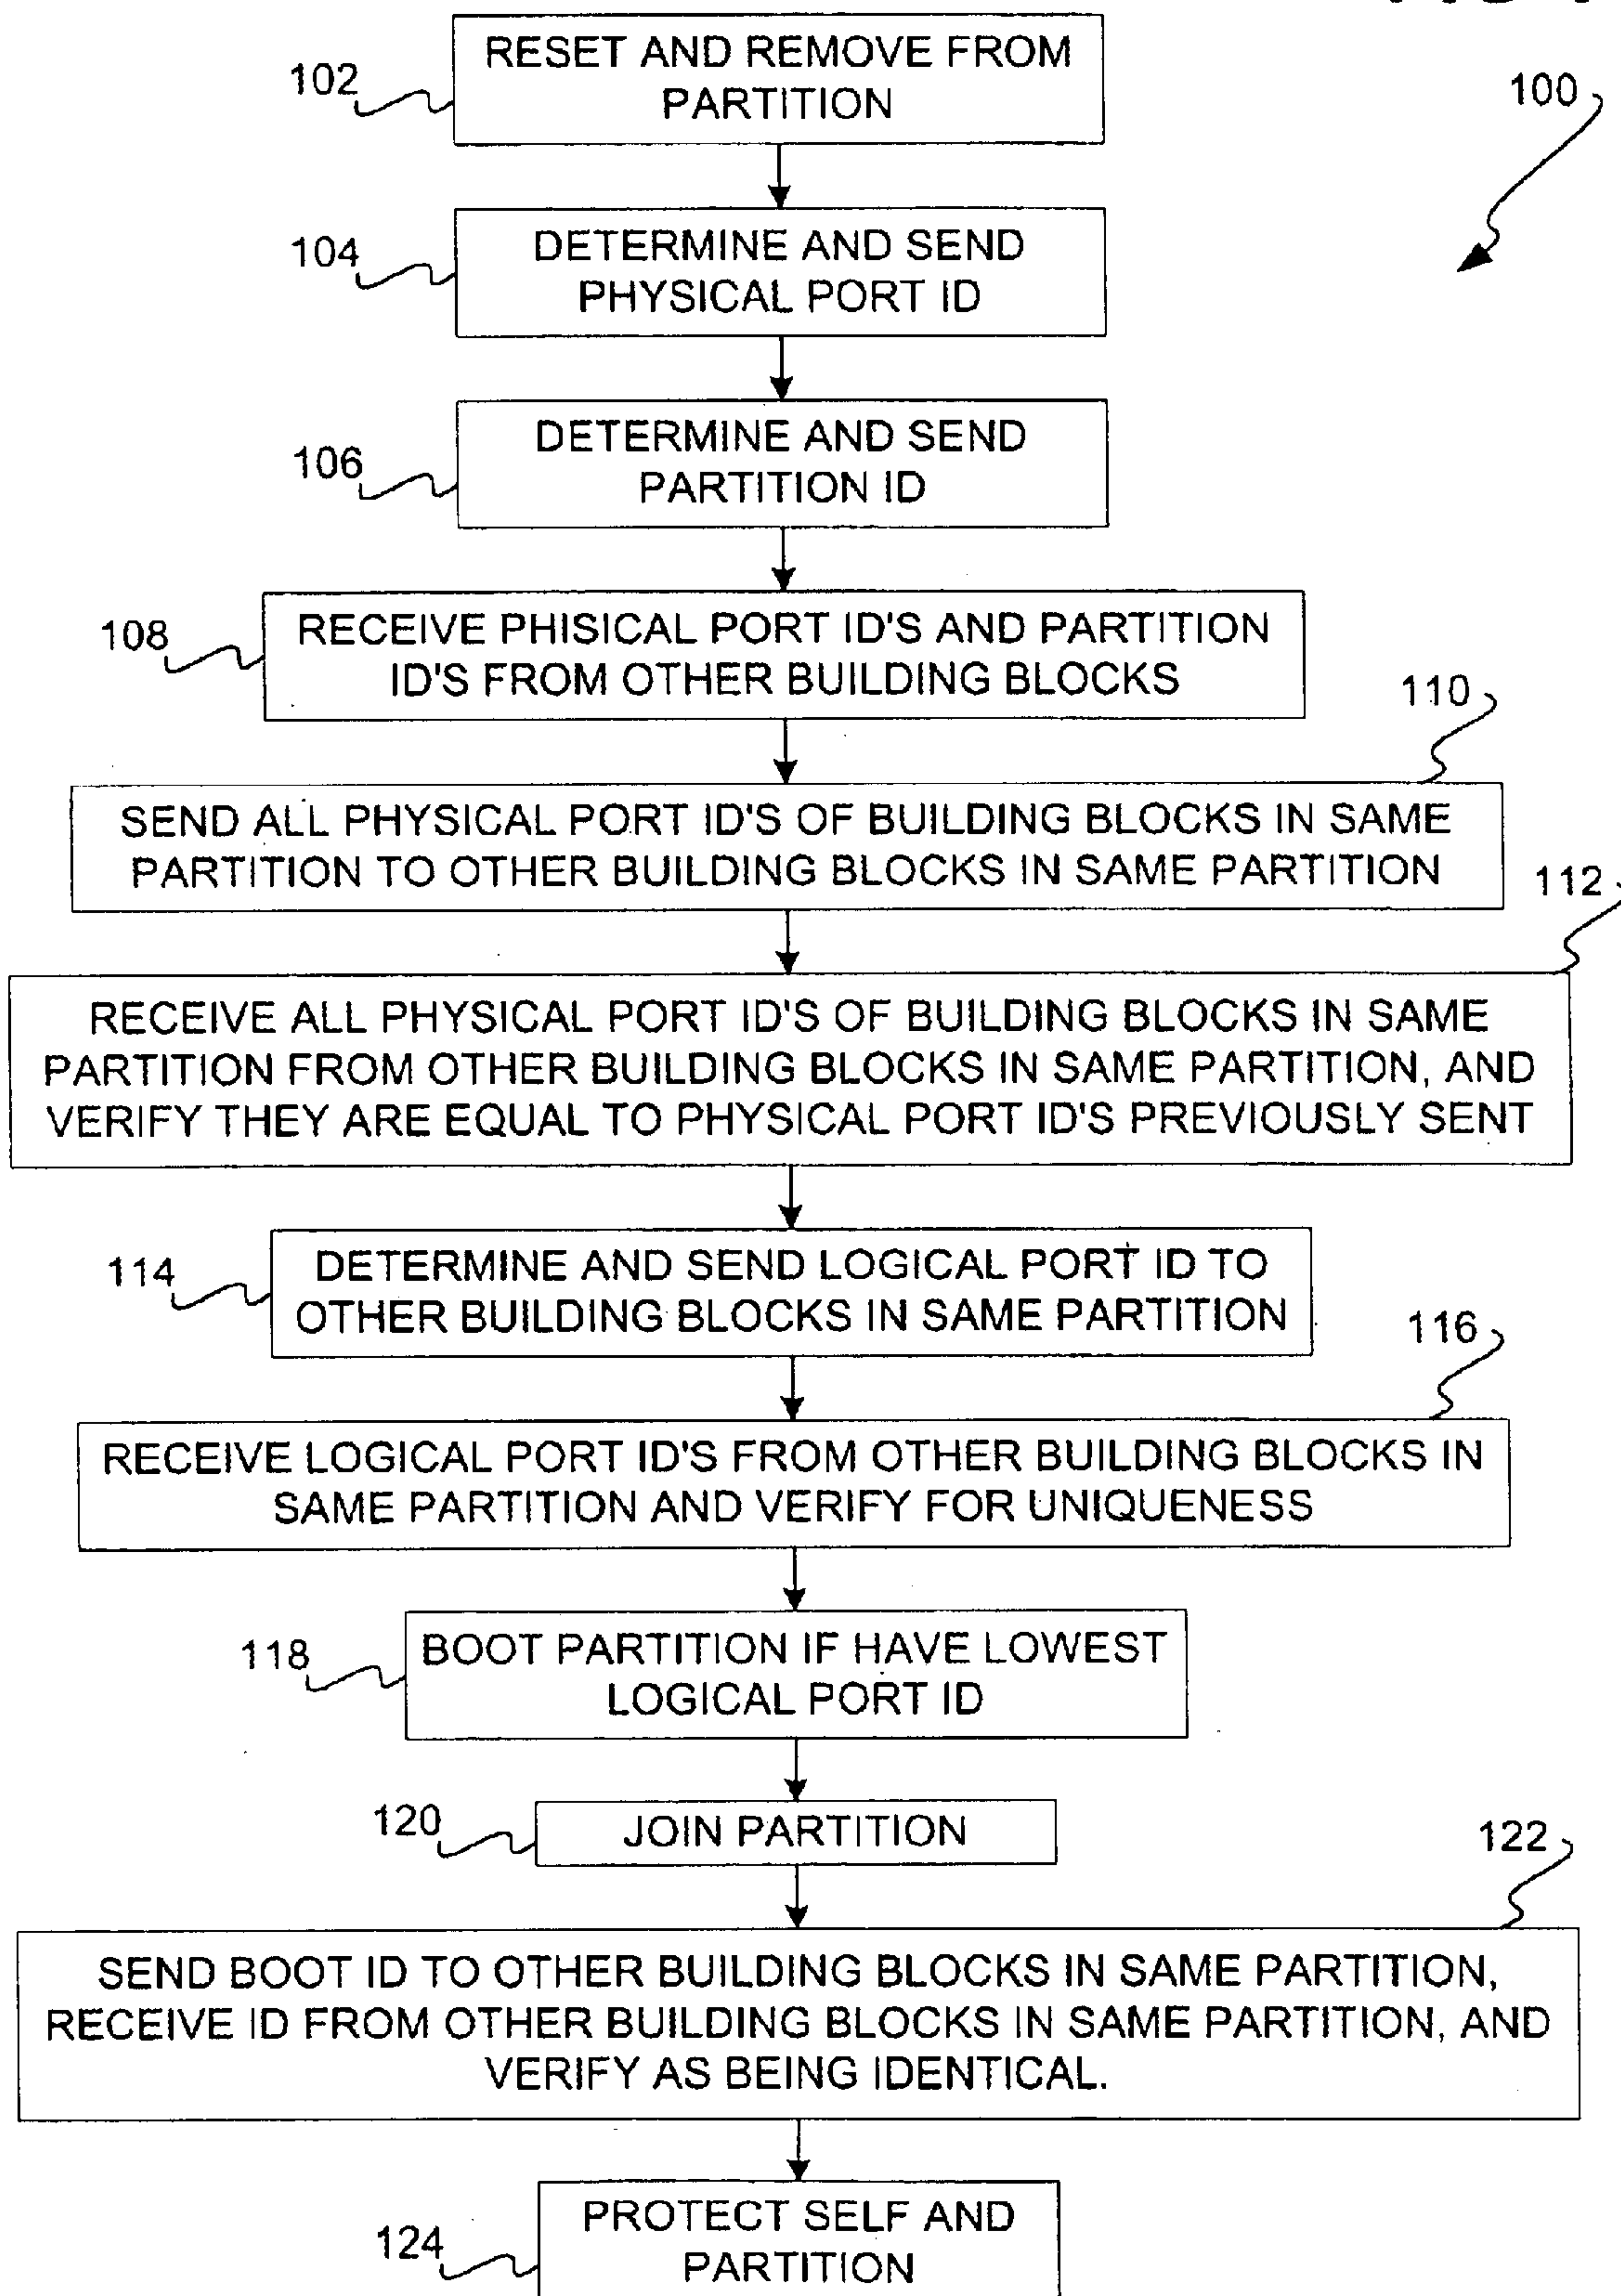 102
RESET AND REMOVE FROM
PARTITION
100
104
DETERMINE AND SEND
PHYSICAL PORT ID
106
DETERMINE AND SEND
PARTITION ID
108
RECEIVE PHISICAL PORT ID'S AND PARTITION
ID'S FROM OTHER BUILDING BLOCKS
110
SEND ALL PHYSICAL PORT ID'S OF BUILDING BLOCKS IN SAME
PARTITION TO OTHER BUILDING BLOCKS IN SAME PARTITION
112
RECEIVE ALL PHYSICAL PORT ID'S OF BUILDING BLOCKS IN SAME
PARTITION FROM OTHER BUILDING BLOCKS IN SAME PARTITION, AND
VERIFY THEY ARE EQUAL TO PHYSICAL PORT ID'S PREVIOUSLY SENT
114
DETERMINE AND SEND LOGICAL PORT ID TO
OTHER BUILDING BLOCKS IN SAME PARTITION
116
RECEIVE LOGICAL PORT ID'S FROM OTHER BUILDING BLOCKS IN
SAME PARTITION AND VERIFY FOR UNIQUENESS
118
BOOT PARTITION IF HAVE LOWEST
LOGICAL PORT ID
120
JOIN PARTITION
122
SEND BOOT ID TO OTHER BUILDING BLOCKS IN SAME PARTITION,
RECEIVE ID FROM OTHER BUILDING BLOCKS IN SAME PARTITION, AND
VERIFY AS BEING IDENTICAL.
124
PROTECT SELF AND
PARTITION